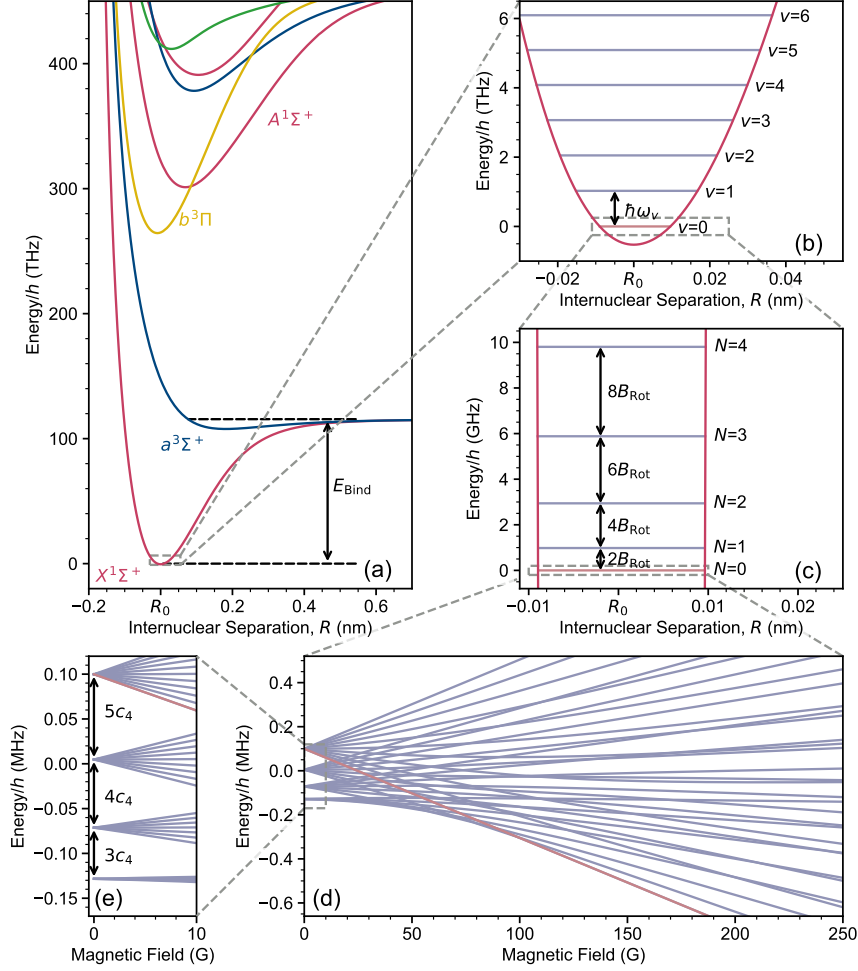 400
300
200
100
0
Energy/h (THz)
A¹Σ⁺
b³Π
a³Σ⁺
E_Bind
X¹Σ⁺
(a)
−0.2
R₀
0.2
0.4
0.6
Internuclear Separation, R (nm)
6
4
2
0
Energy/h (THz)
v=6
v=5
v=4
v=3
v=2
v=1
ħω_v
v=0
(b)
−0.02
R₀
0.02
0.04
Internuclear Separation, R (nm)
10
8
6
4
2
0
Energy/h (GHz)
N=4
8B_Rot
N=3
6B_Rot
N=2
4B_Rot
N=1
2B_Rot
N=0
(c)
−0.01
R₀
0.01
0.02
Internuclear Separation, R (nm)
0.10
0.05
0.00
−0.05
−0.10
−0.15
Energy/h (MHz)
5c₄
4c₄
3c₄
(e)
0
10
Magnetic Field (G)
0.4
0.2
0.0
−0.2
−0.4
−0.6
Energy/h (MHz)
(d)
0
50
100
150
200
250
Magnetic Field (G)